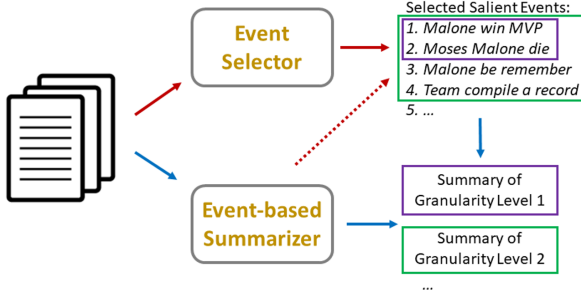 Event
Selector
Selected Salient Events:
1. Malone win MVP
2. Moses Malone die
3. Malone be remember
4. Team compile a record
5. ...
Event-based
Summarizer
Summary of
Granularity Level 1
Summary of
Granularity Level 2
...